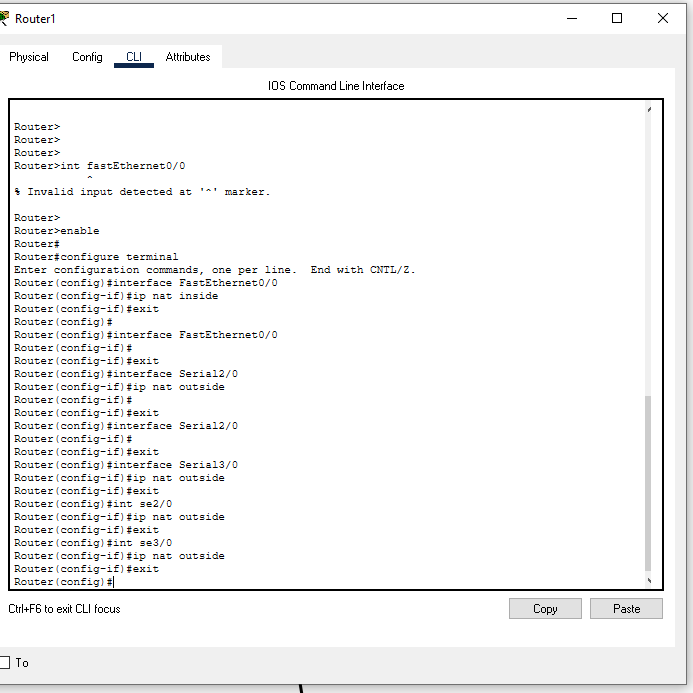 Router1
Physical Config CLI Attributes
IOS Command Line Interface
Router>
Router>
Router>
Router>int fastEthernet0/0
^
% Invalid input detected at '^' marker.
Router>
Router>enable
Router#
Router#configure terminal
Enter configuration commands, one per line.  End with CNTL/Z.
Router(config)#interface FastEthernet0/0
Router(config-if)#ip nat inside
Router(config-if)#exit
Router(config)#
Router(config)#interface FastEthernet0/0
Router(config-if)#
Router(config-if)#exit
Router(config)#interface Serial2/0
Router(config-if)#ip nat outside
Router(config-if)#
Router(config-if)#exit
Router(config)#interface Serial2/0
Router(config-if)#
Router(config-if)#exit
Router(config)#interface Serial3/0
Router(config-if)#ip nat outside
Router(config-if)#exit
Router(config)#int se2/0
Router(config-if)#ip nat outside
Router(config-if)#exit
Router(config)#int se3/0
Router(config-if)#ip nat outside
Router(config-if)#exit
Router(config)#
Ctrl+F6 to exit CLI focus Copy Paste
To